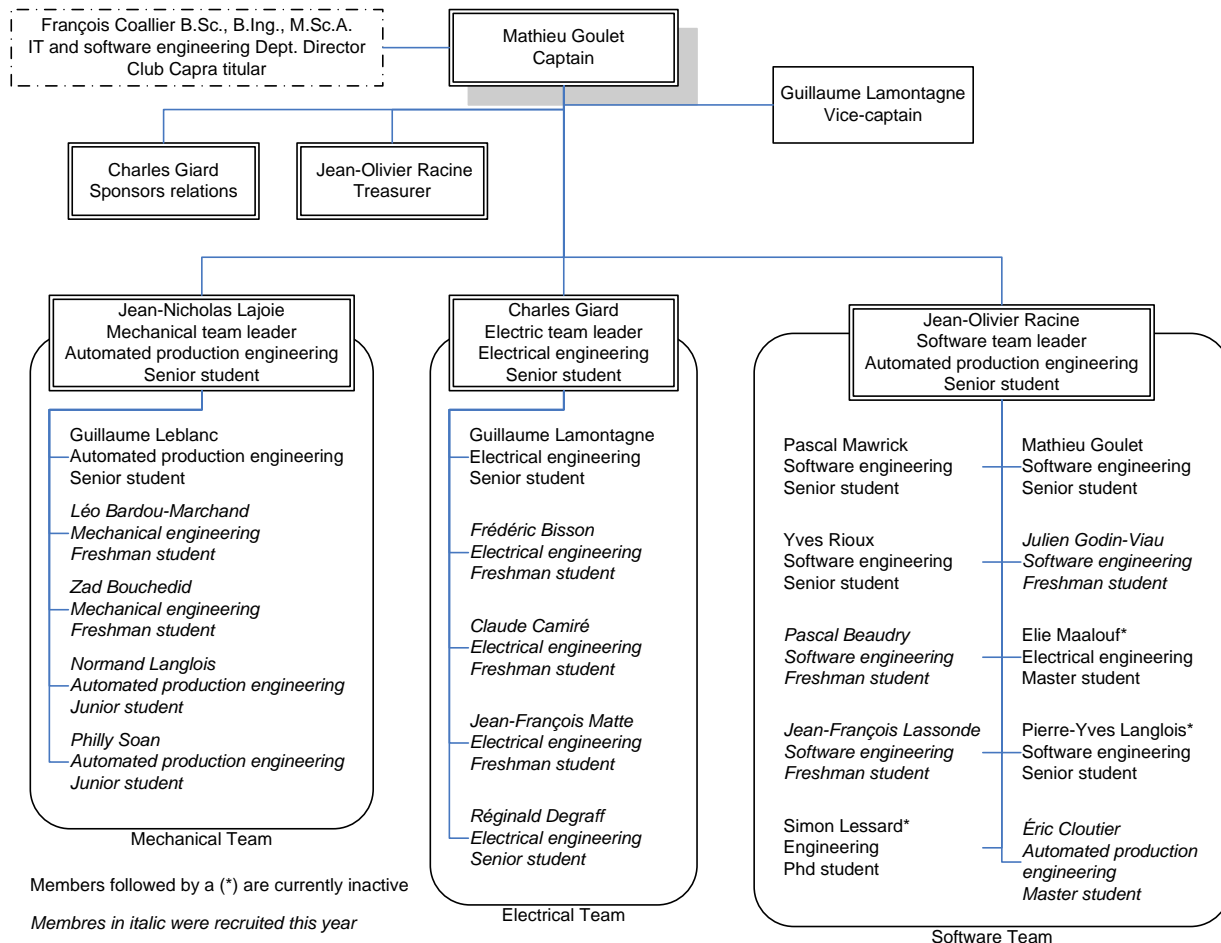 François Coallier B.Sc., B.Ing., M.Sc.A.
IT and software engineering Dept. Director
Club Capra titular
Mathieu Goulet
Captain
Guillaume Lamontagne
Vice-captain
Charles Giard
Sponsors relations
Jean-Olivier Racine
Treasurer
Jean-Nicholas Lajoie
Mechanical team leader
Automated production engineering
Senior student
Guillaume Leblanc
Automated production engineering
Senior student
Léo Bardou-Marchand
Mechanical engineering
Freshman student
Zad Bouchedid
Mechanical engineering
Freshman student
Normand Langlois
Automated production engineering
Junior student
Philly Soan
Automated production engineering
Junior student
Mechanical Team
Charles Giard
Electric team leader
Electrical engineering
Senior student
Guillaume Lamontagne
Electrical engineering
Senior student
Frédéric Bisson
Electrical engineering
Freshman student
Claude Camiré
Electrical engineering
Freshman student
Jean-François Matte
Electrical engineering
Freshman student
Réginald Degraff
Electrical engineering
Senior student
Electrical Team
Jean-Olivier Racine
Software team leader
Automated production engineering
Senior student
Pascal Mawrick
Software engineering
Senior student
Mathieu Goulet
Software engineering
Senior student
Yves Rioux
Software engineering
Senior student
Julien Godin-Viau
Software engineering
Freshman student
Pascal Beaudry
Software engineering
Freshman student
Elie Maalouf*
Electrical engineering
Master student
Jean-François Lassonde
Software engineering
Freshman student
Pierre-Yves Langlois*
Software engineering
Senior student
Simon Lessard*
Engineering
Phd student
Éric Cloutier
Automated production
engineering
Master student
Software Team
Members followed by a (*) are currently inactive
Membres in italic were recruited this year